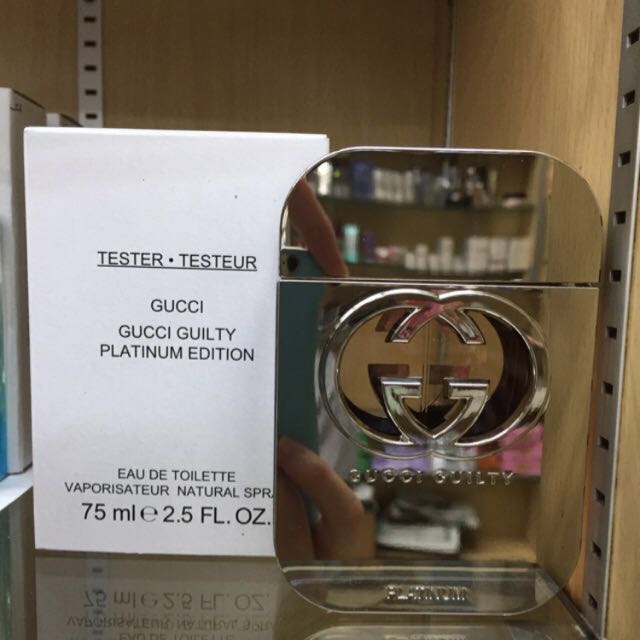 TESTER • TESTEUR
GUCCI
GUCCI GUILTY
PLATINUM EDITION
EAU DE TOILETTE
VAPORISATEUR NATURAL SPRA
75 ml e 2.5 FL. OZ.
GUCCI GUILTY
PLATINUM